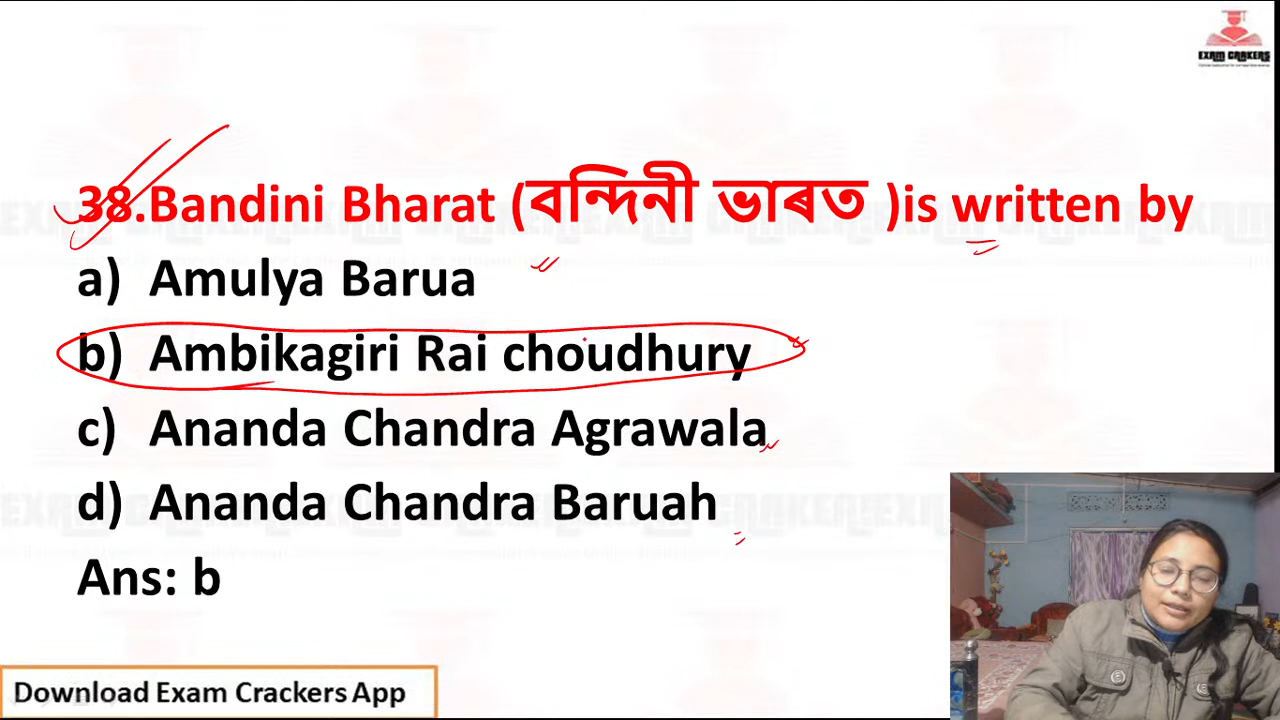 EXAM CRAKERS
38.Bandini Bharat (বন্দিনী ভাৰত )is written by
a) Amulya Barua
b) Ambikagiri Rai choudhury
c) Ananda Chandra Agrawala
d) Ananda Chandra Baruah
Ans: b
Download Exam Crackers App